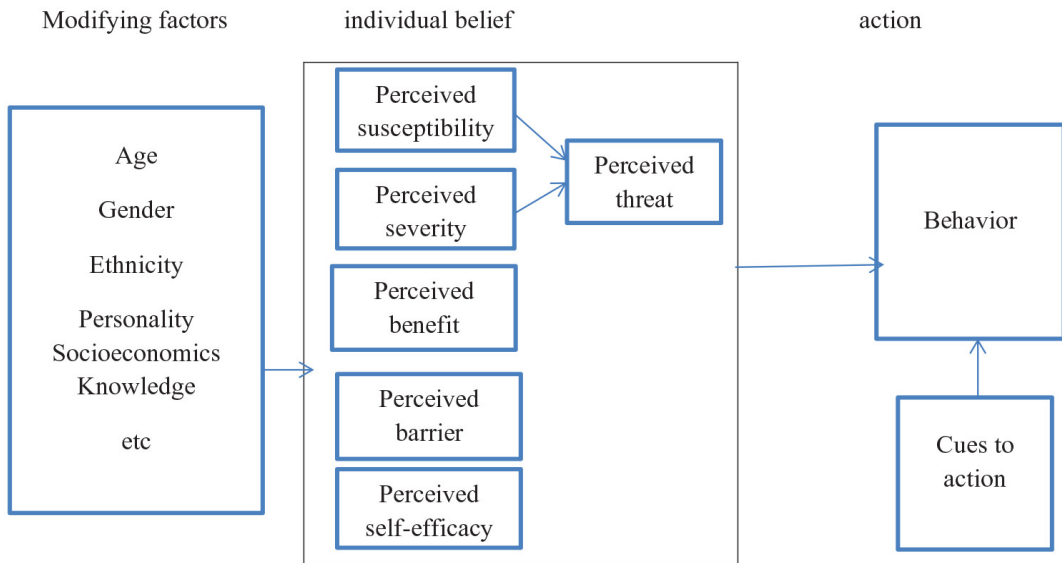 Modifying factors
individual belief
action
Age
Gender
Ethnicity
Personality
Socioeconomics
Knowledge
etc
Perceived
susceptibility
Perceived
severity
Perceived
threat
Perceived
benefit
Perceived
barrier
Perceived
self-efficacy
Behavior
Cues to
action